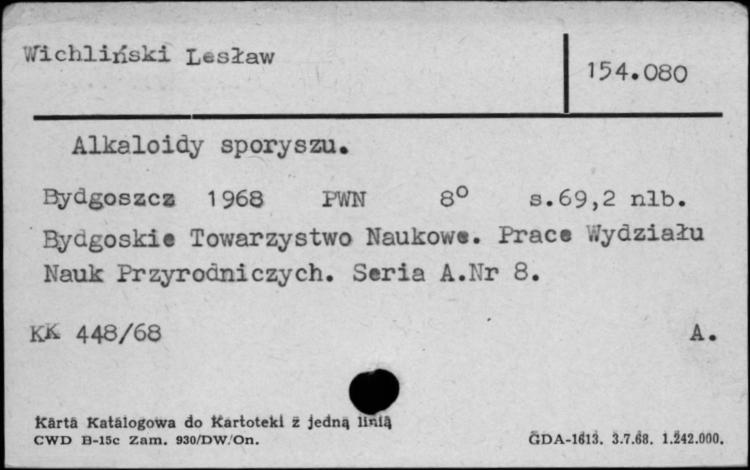 Wichliński Lesław
154.080
Alkaloidy sporyszu.
Bydgoszcz 1968 PWN 8° s.69,2 nlb.
Bydgoskie Towarzystwo Naukowe. Prace Wydziału
Nauk Przyrodniczych. Seria A.Nr 8.
KK 448/68 A.
Karta Katalogowa do Kartoteki z jedną linią
CWD B-15c Zam. 930/DW/On. GDA-1613. 3.7.68. 1.242.000.